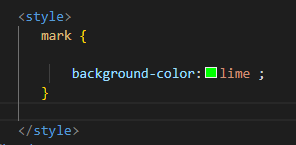 <style>
mark {
background-color: lime ;
}
</style>